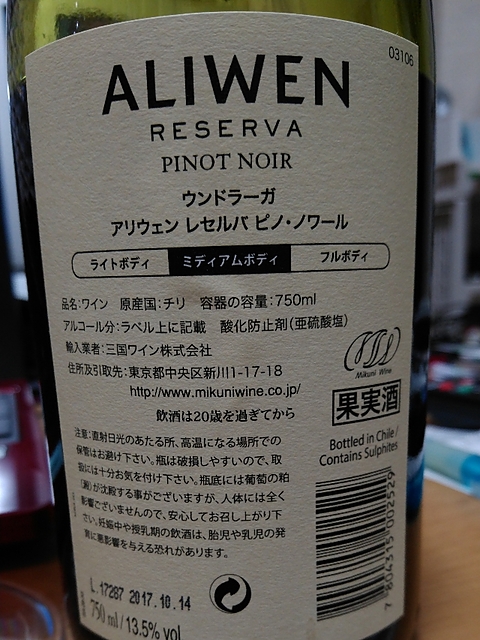 03106
ALIWEN
RESERVA
PINOT NOIR
ウンドラーガ
アリウェン レセルバ ピノ・ノワール
ライトボディ ミディアムボディ フルボディ
品名:ワイン 原産国:チリ 容器の容量:750ml
アルコール分:ラベル上に記載 酸化防止剤(亜硫酸塩)
輸入業者:三国ワイン株式会社
住所及引取先:東京都中央区新川1-17-18
http://www.mikuniwine.co.jp/
飲酒は20歳を過ぎてから
Mikuni Wine
果実酒
Bottled in Chile /
Contains Sulphites
注意:直射日光のあたる所、高温になる場所での
保管はお避け下さい。瓶は破損しやすいので、取
扱には十分お気を付け下さい。瓶底には葡萄の粕
(澱)が沈殿する事がございますが、人体には全く
影響ございませんので、安心してお召し上がり下
さい。妊娠中や授乳期の飲酒は、胎児や乳児の発
育に悪影響を与える恐れがあります。
7 804315 002529
L.17287 2017.10.14
750 ml / 13.5% vol